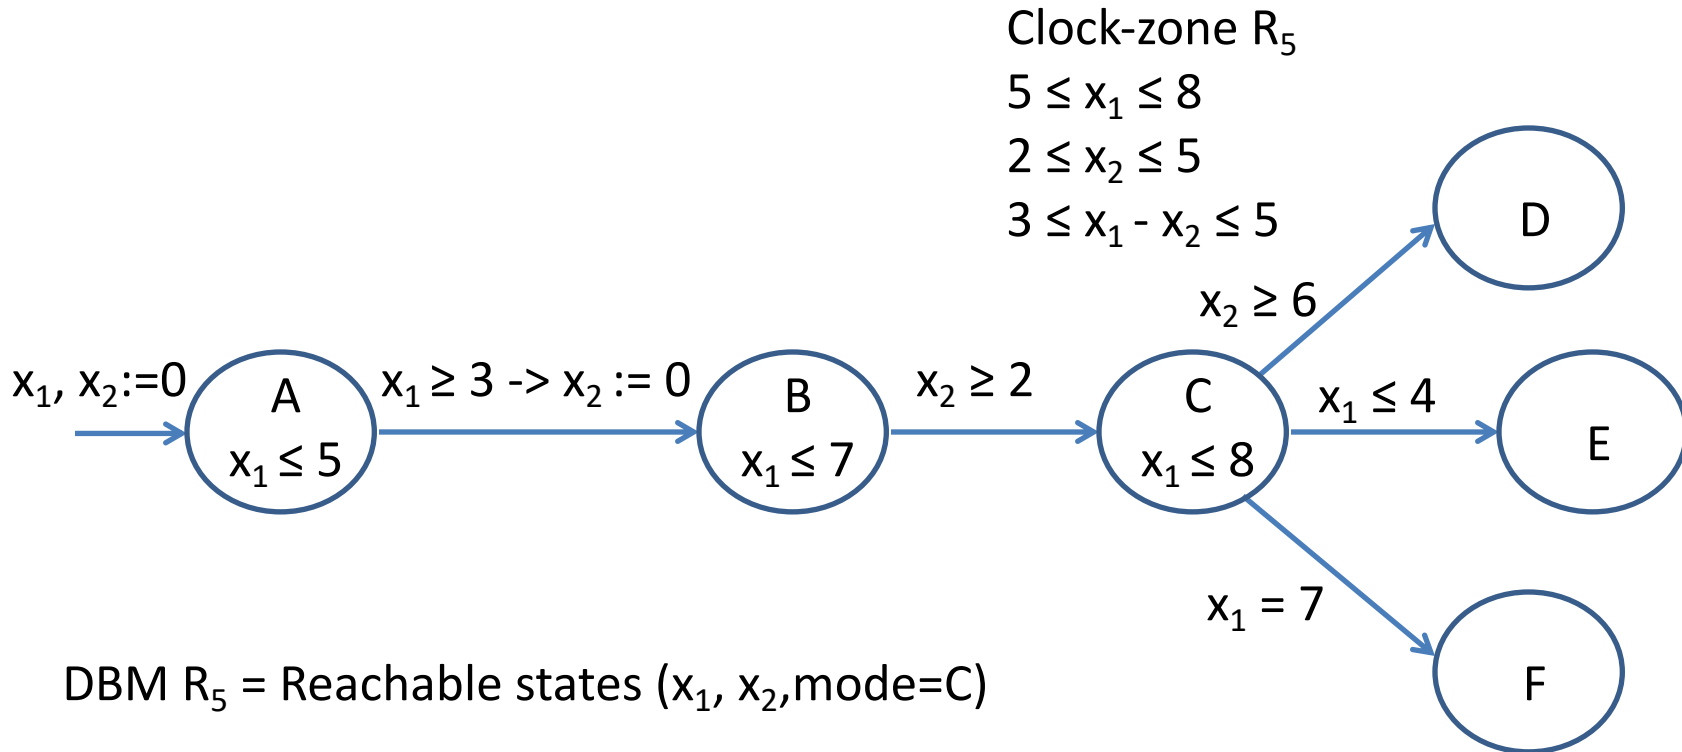 Clock-zone R₅
5 ≤ x₁ ≤ 8
2 ≤ x₂ ≤ 5
3 ≤ x₁ - x₂ ≤ 5
D
x₂ ≥ 6
x₁, x₂:=0
A
x₁ ≤ 5
x₁ ≥ 3 -> x₂ := 0
B
x₁ ≤ 7
x₂ ≥ 2
C
x₁ ≤ 8
x₁ ≤ 4
E
x₁ = 7
F
DBM R₅ = Reachable states (x₁, x₂,mode=C)